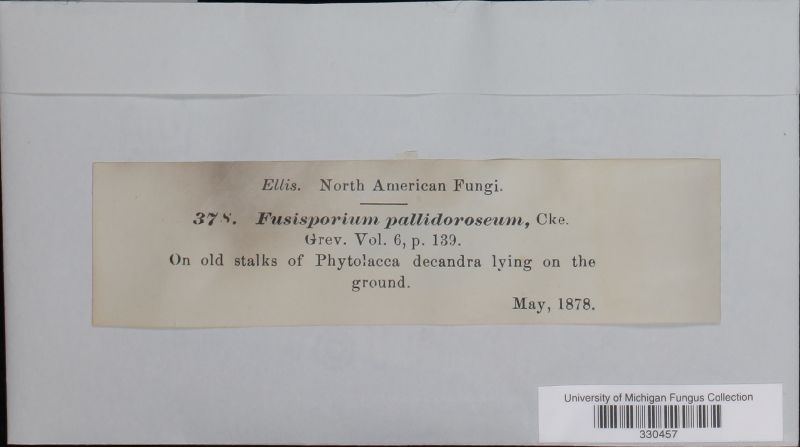 Ellis. North American Fungi.
378. Fusisporium pallidoroseum, Cke.
Grev. Vol. 6, p. 139.
On old stalks of Phytolacca decandra lying on the
ground.
May, 1878.
University of Michigan Fungus Collection
330457